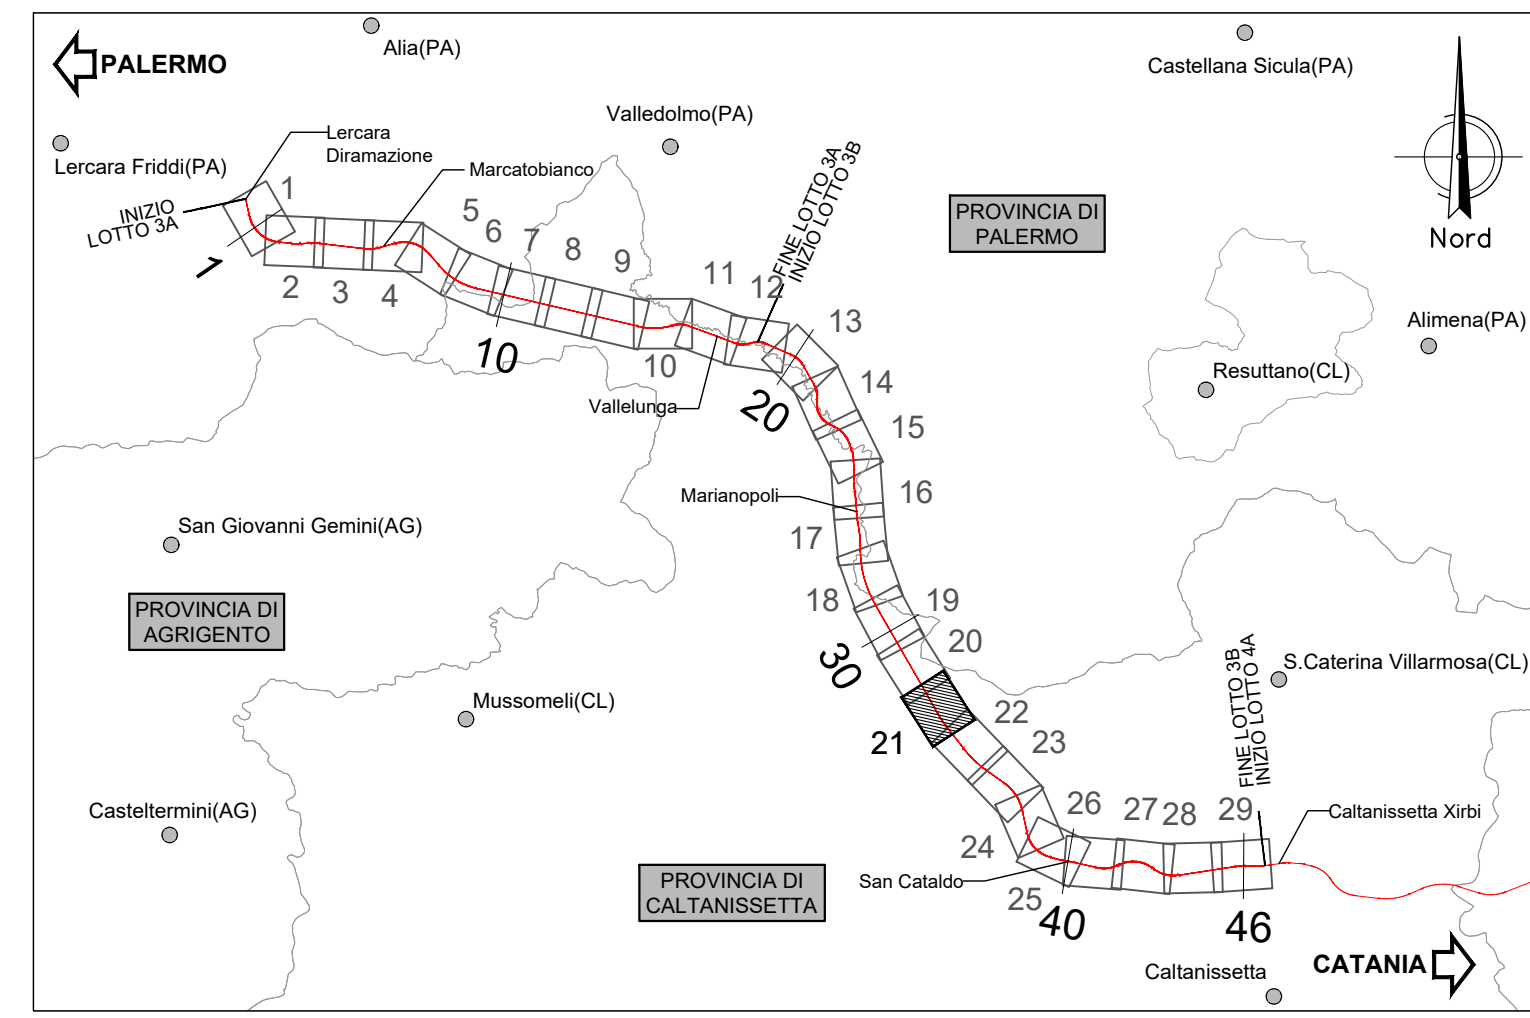 Alia(PA)
PALERMO
Castellana Sicula(PA)
Valledolmo(PA)
Lercara Friddi(PA)
Lercara
Diramazione
Marcatobianco
INIZIO
LOTTO 3A
FINE LOTTO 3A
INIZIO LOTTO 3B
PROVINCIA DI
PALERMO
Nord
1
1
2
3
4
5
6
7
8
9
10
10
11
12
13
Vallelunga
20
14
15
Alimena(PA)
Resuttano(CL)
Marianopoli
16
17
San Giovanni Gemini(AG)
PROVINCIA DI
AGRIGENTO
18
19
20
30
Mussomeli(CL)
21
22
23
FINE LOTTO 3B
INIZIO LOTTO 4A
S.Caterina Villarmosa(CL)
Casteltermini(AG)
24
25
26
27
28
29
Caltanissetta Xirbi
San Cataldo
PROVINCIA DI
CALTANISSETTA
40
46
Caltanissetta
CATANIA